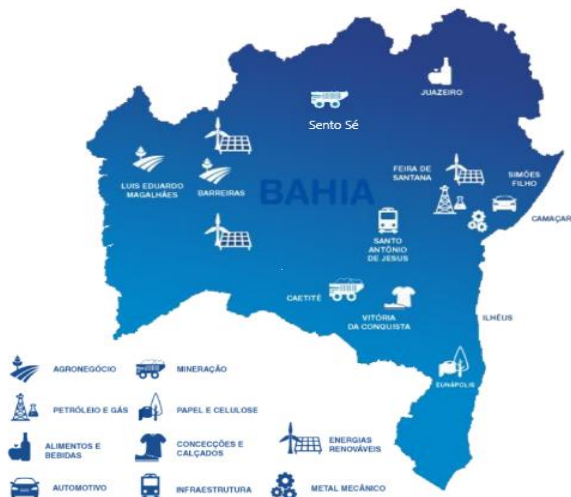 JUAZEIRO
Sento Sé
FEIRA DE
SANTANA
SIMÕES
FILHO
LUIS EDUARDO
MAGALHÃES
BARREIRAS
BAHIA
CAMAÇARI
SANTO
ANTÔNIO
DE JESUS
CAETITÉ
VITÓRIA
DA CONQUISTA
ILHÉUS
EUNÁPOLIS
AGRONEGÓCIO
MINERAÇÃO
PETRÓLEIO E GÁS
PAPEL E CELULOSE
ALIMENTOS E
BEBIDAS
CONCECÇÕES E
CALÇADOS
ENERGIAS
RENOVÁVEIS
AUTOMOTIVO
INFRAESTRUTURA
METAL MECÂNICO